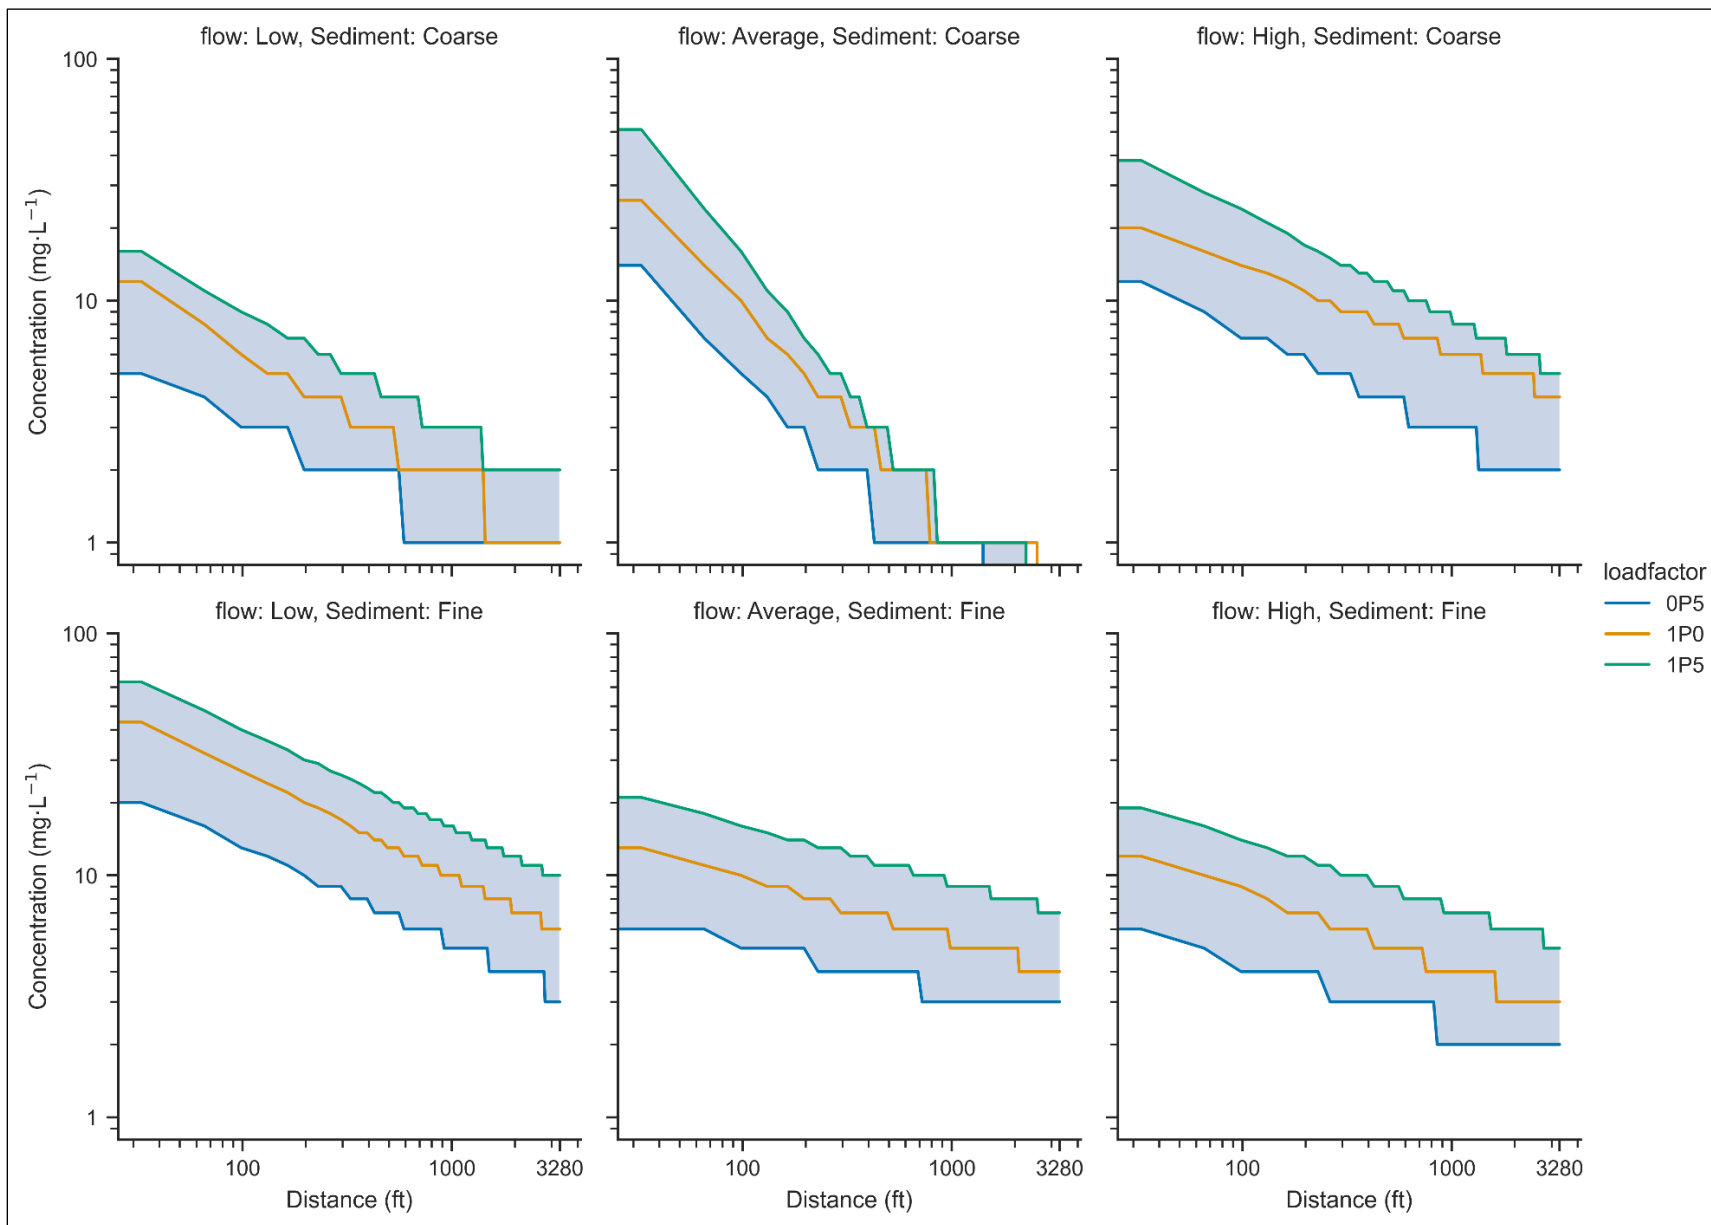 flow: Low, Sediment: Coarse
flow: Average, Sediment: Coarse
flow: High, Sediment: Coarse
100
10
1
Concentration (mg·L⁻¹)
loadfactor
0P5
1P0
1P5
flow: Low, Sediment: Fine
flow: Average, Sediment: Fine
flow: High, Sediment: Fine
100
10
1
Concentration (mg·L⁻¹)
100 1000 3280
100 1000 3280
100 1000 3280
Distance (ft)
Distance (ft)
Distance (ft)